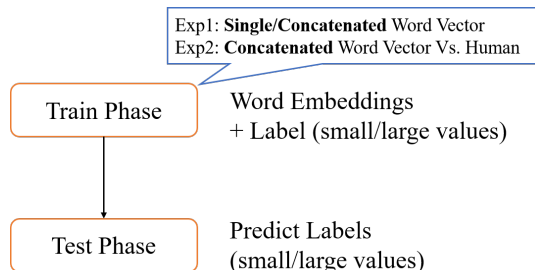 Exp1: Single/Concatenated Word Vector
Exp2: Concatenated Word Vector Vs. Human
Train Phase
Word Embeddings
+ Label (small/large values)
Test Phase
Predict Labels
(small/large values)